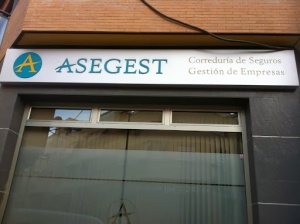 A ASEGEST
Correduría de Seguros
Gestión de Empresas